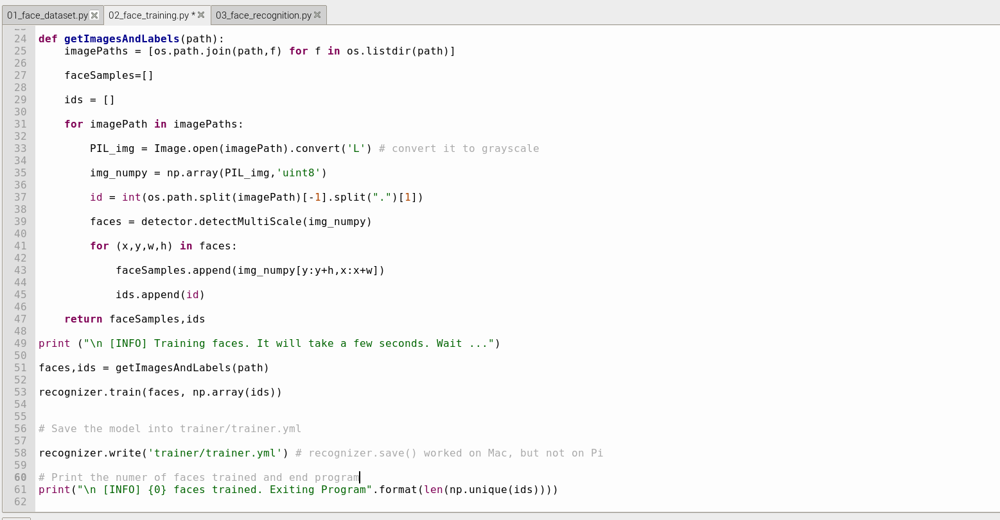 01_face_dataset.py 02_face_training.py * 03_face_recognition.py
24 def getImagesAndLabels(path):
25     imagePaths = [os.path.join(path,f) for f in os.listdir(path)]
26
27     faceSamples=[]
28
29     ids = []
30
31     for imagePath in imagePaths:
32
33         PIL_img = Image.open(imagePath).convert('L') # convert it to grayscale
34
35         img_numpy = np.array(PIL_img,'uint8')
36
37         id = int(os.path.split(imagePath)[-1].split(".")[1])
38
39         faces = detector.detectMultiScale(img_numpy)
40
41         for (x,y,w,h) in faces:
42
43             faceSamples.append(img_numpy[y:y+h,x:x+w])
44
45             ids.append(id)
46
47     return faceSamples,ids
48
49 print ("\n [INFO] Training faces. It will take a few seconds. Wait ...")
50
51 faces,ids = getImagesAndLabels(path)
52
53 recognizer.train(faces, np.array(ids))
54
55
56 # Save the model into trainer/trainer.yml
57
58 recognizer.write('trainer/trainer.yml') # recognizer.save() worked on Mac, but not on Pi
59
60 # Print the numer of faces trained and end program
61 print("\n [INFO] {0} faces trained. Exiting Program".format(len(np.unique(ids))))
62